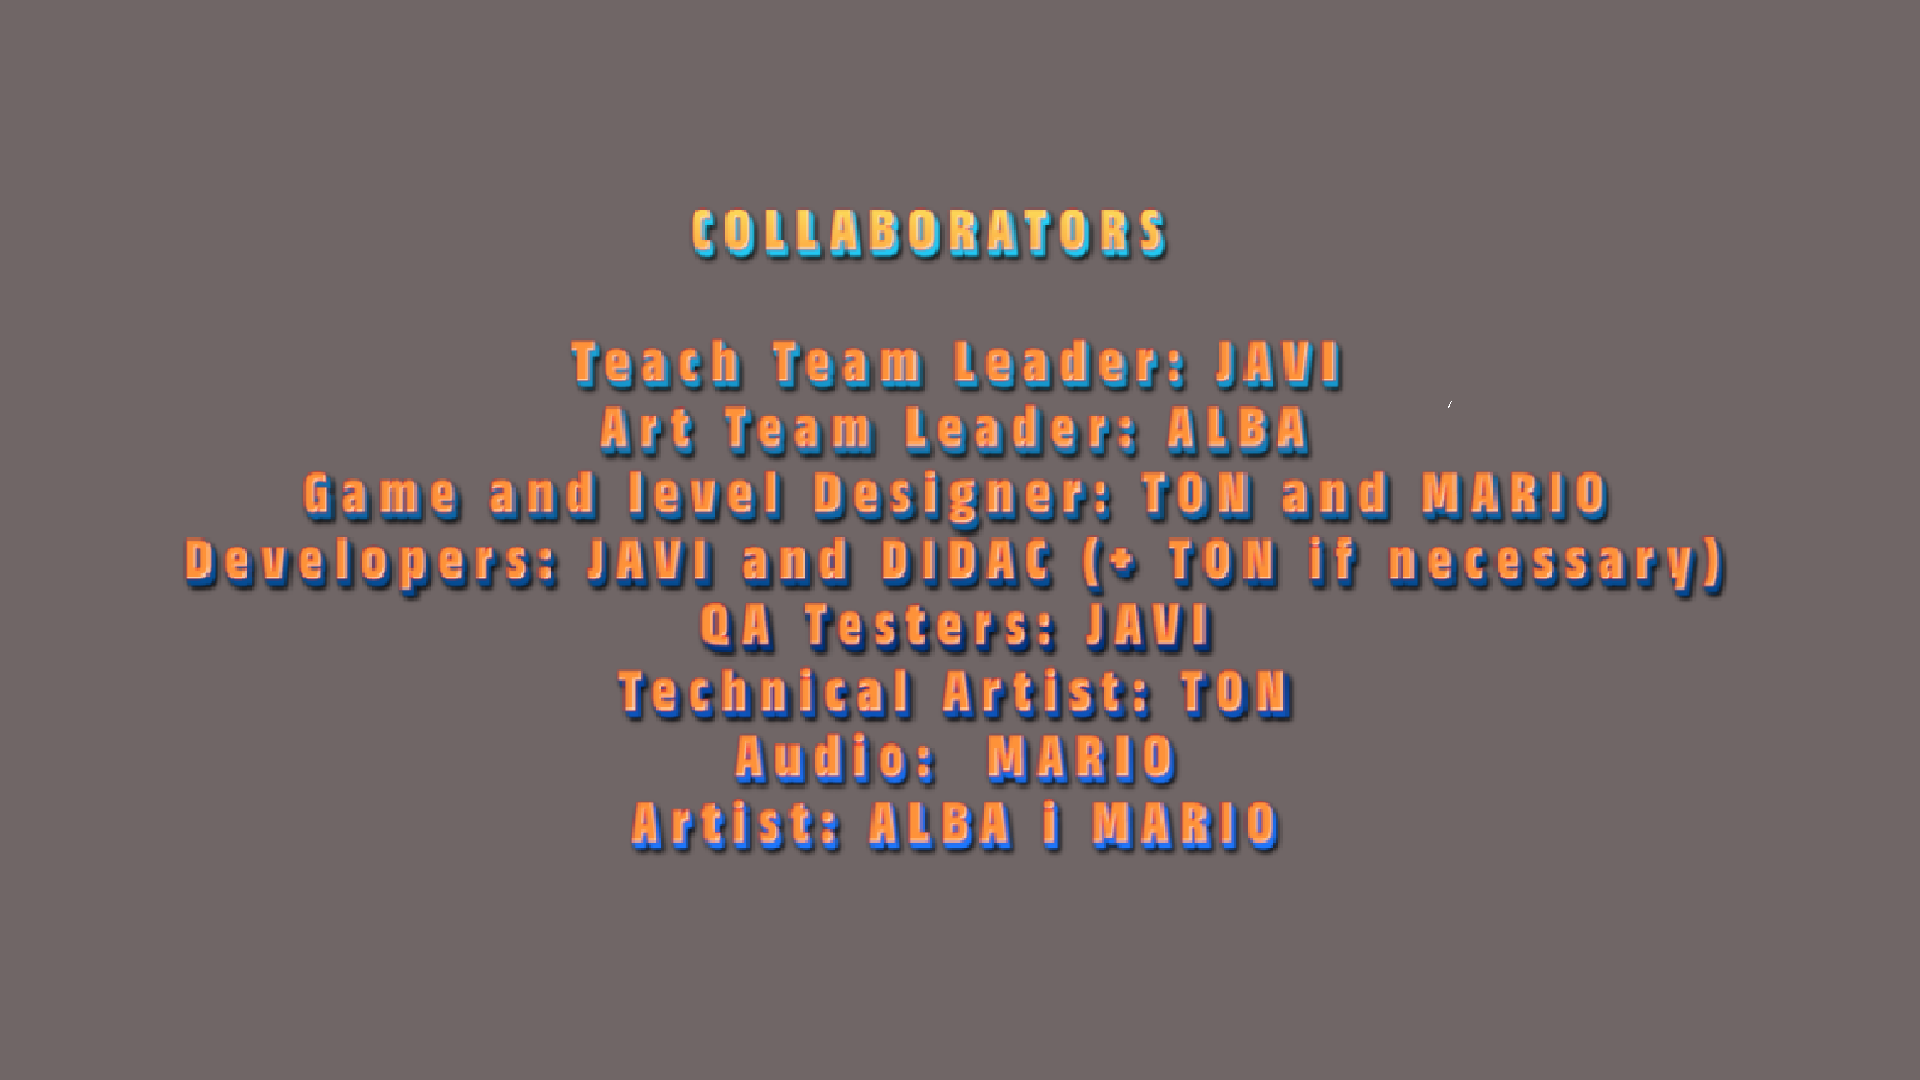 COLLABORATORS
Teach Team Leader: JAVI
Art Team Leader: ALBA
Game and level Designer: TON and MARIO
Developers: JAVI and DIDAC (+ TON if necessary)
QA Testers: JAVI
Technical Artist: TON
Audio:  MARIO
Artist: ALBA i MARIO